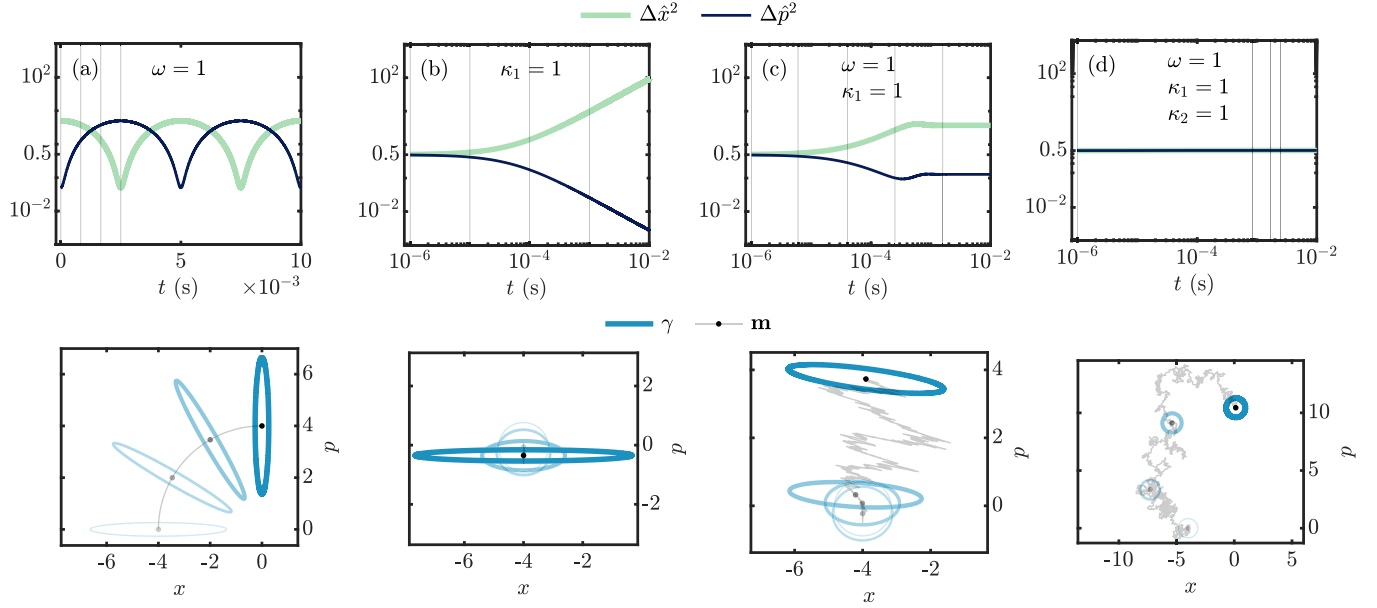 Δx̂² Δp̂²
(a) ω = 1
(b) κ₁ = 1
(c) ω = 1
κ₁ = 1
(d) ω = 1
κ₁ = 1
κ₂ = 1
10² 10² 10² 10²
0.5 0.5 0.5 0.5
10⁻² 10⁻² 10⁻² 10⁻²
0 5 10 10⁻⁶ 10⁻⁴ 10⁻² 10⁻⁶ 10⁻⁴ 10⁻² 10⁻⁶ 10⁻⁴ 10⁻²
t (s) ×10⁻³ t (s) t (s) t (s)
γ m
6
4
2
0
p
-6 -4 -2 0
x
2
0
-2
p
-6 -4 -2
x
4
2
0
p
-6 -4 -2
x
10
5
0
p
-10 -5 0 5
x